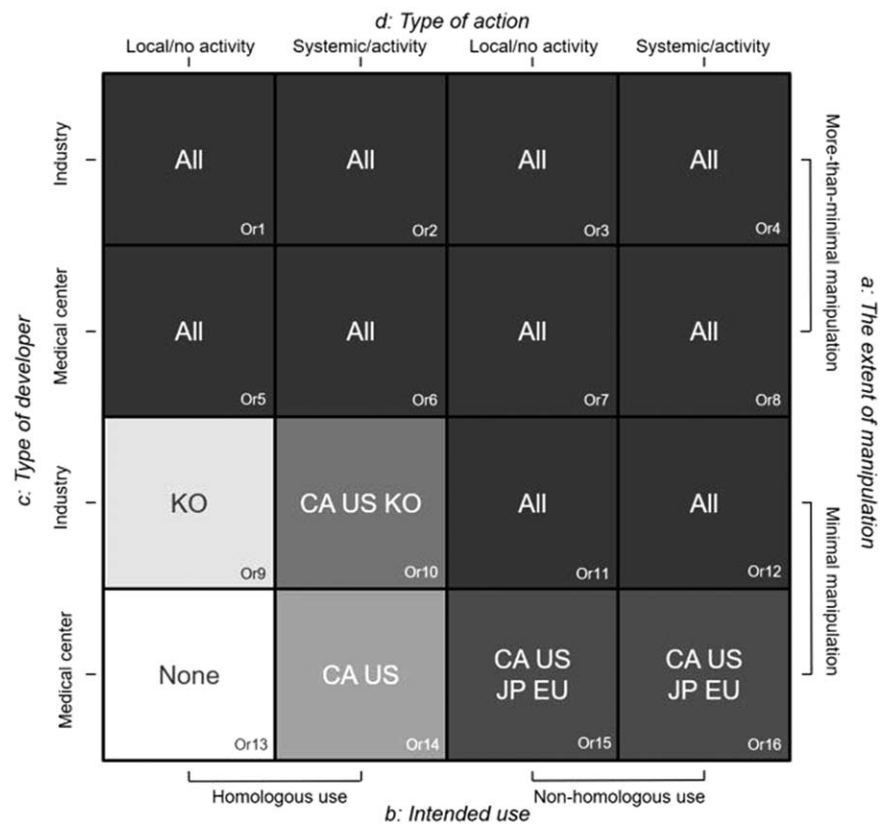 d: Type of action
Local/no activity
Systemic/activity
Local/no activity
Systemic/activity
c: Type of developer
Industry
Medical center
Industry
Medical center
All
Or1
All
Or2
All
Or3
All
Or4
All
Or5
All
Or6
All
Or7
All
Or8
KO
Or9
CA US KO
Or10
All
Or11
All
Or12
None
Or13
CA US
Or14
CA US
JP EU
Or15
CA US
JP EU
Or16
More-than-minimal manipulation
Minimal manipulation
a: The extent of manipulation
Homologous use
Non-homologous use
b: Intended use